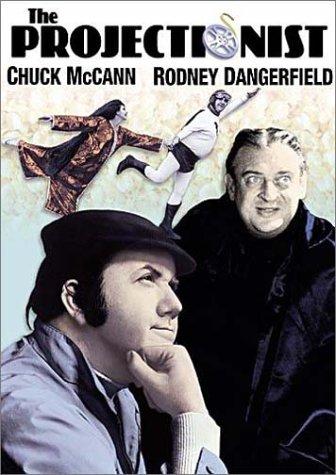 The
PROJECTIONIST
CHUCK McCANN RODNEY DANGERFIELD